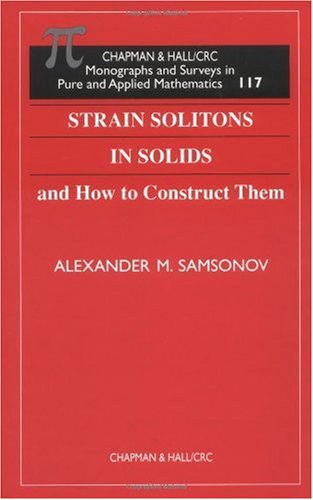 π
CHAPMAN & HALL/CRC
Monographs and Surveys in
Pure and Applied Mathematics 117
STRAIN SOLITONS
IN SOLIDS
and How to Construct Them
ALEXANDER M. SAMSONOV
CHAPMAN & HALL/CRC